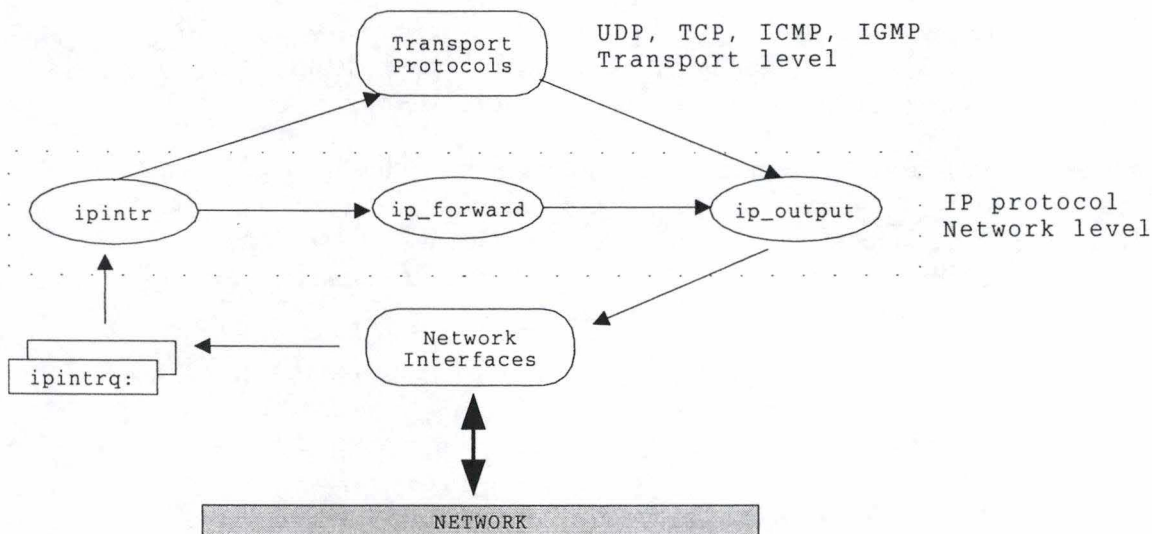 Transport
Protocols
UDP, TCP, ICMP, IGMP
Transport level
ipintr
ip_forward
ip_output
IP protocol
Network level
Network
Interfaces
ipintrq:
NETWORK